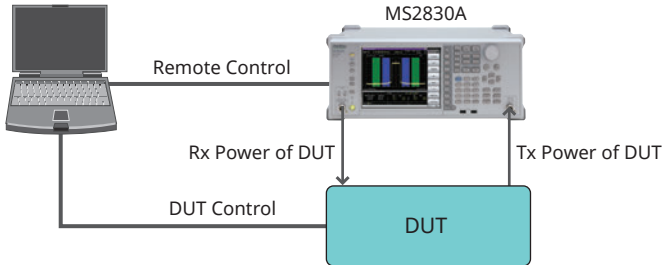 MS2830A
Remote Control
Rx Power of DUT
Tx Power of DUT
DUT Control
DUT